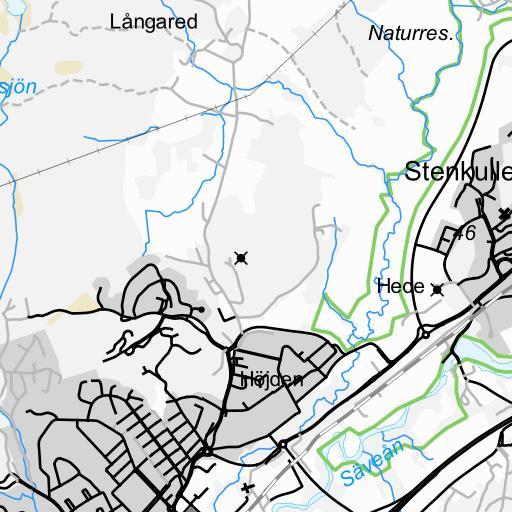 Långared
Naturres.
sjön
Stenkulle
46
Hede
Höjden
Säveån